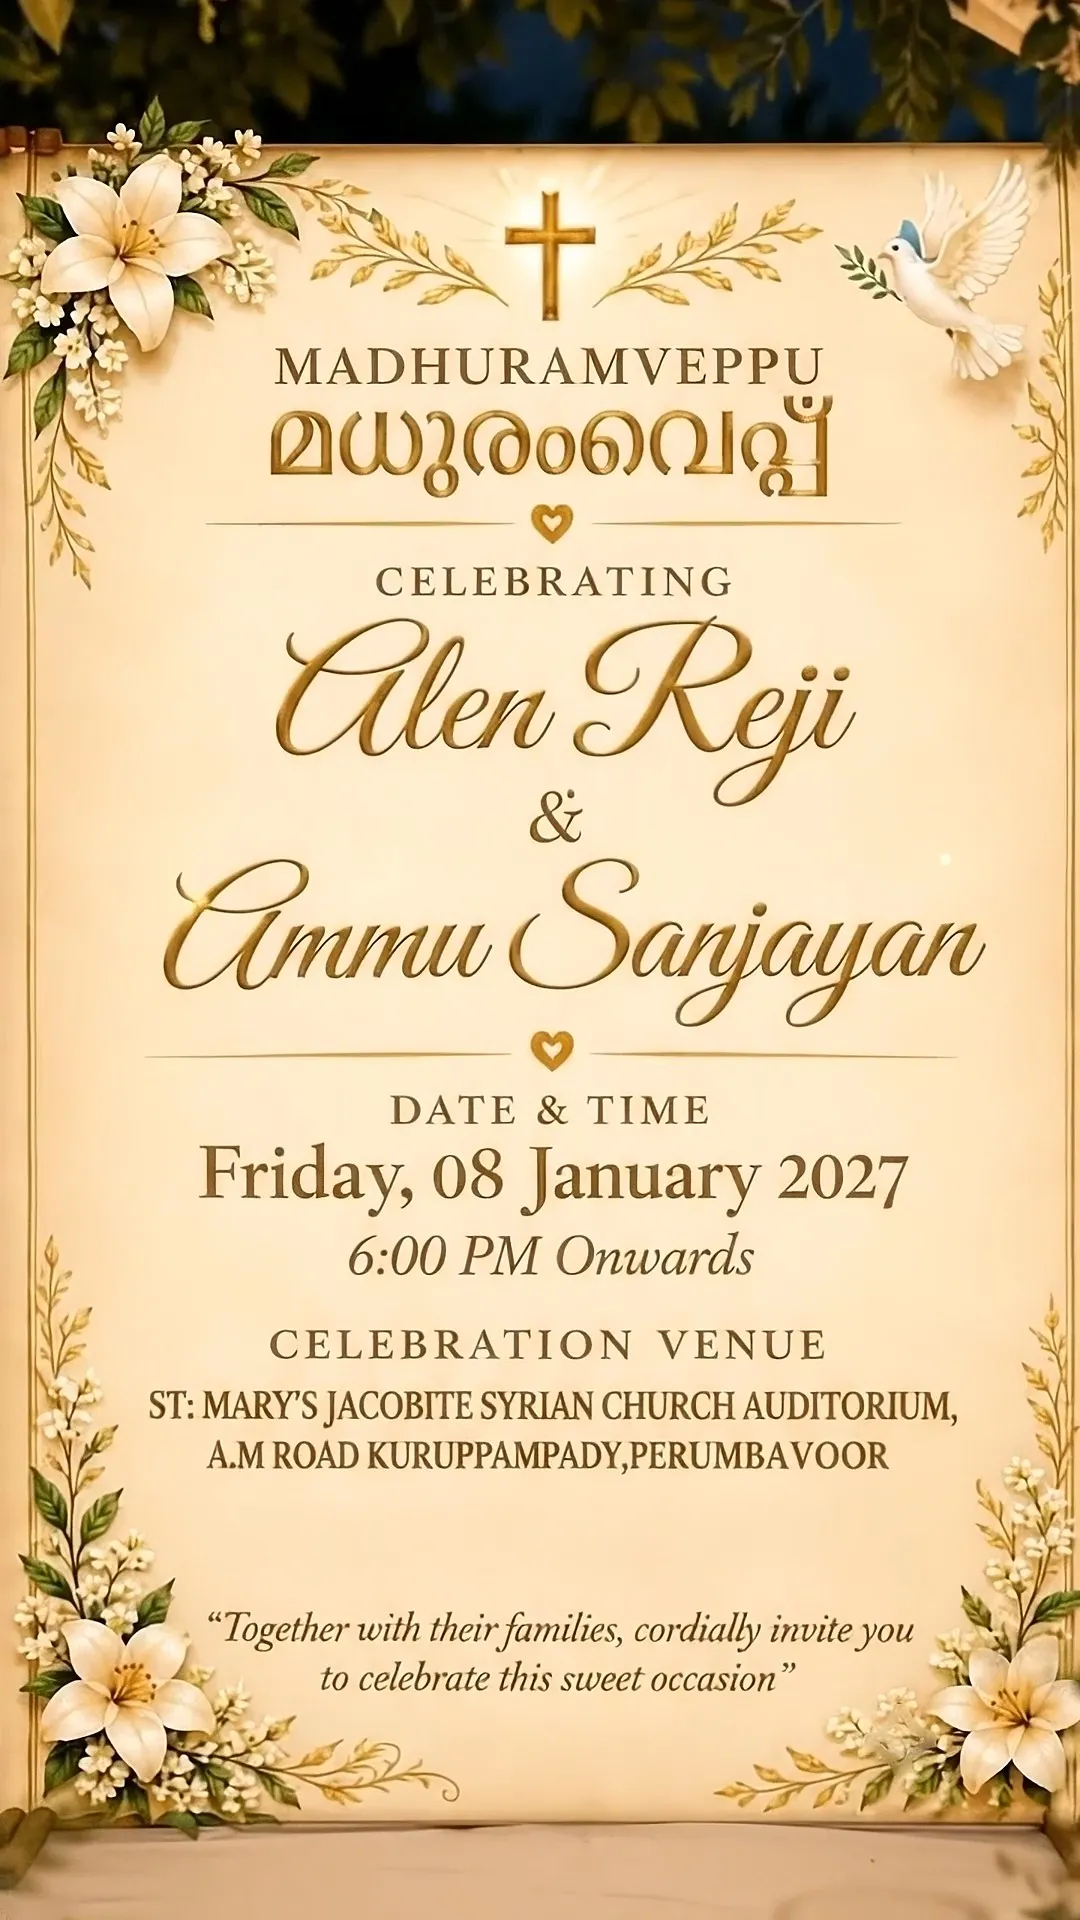 MADHURAMVEPPU
മധുരംവെപ്പ്
CELEBRATING
Alen Reji
&
Ammu Sanjayan
DATE & TIME
Friday, 08 January 2027
6:00 PM Onwards
CELEBRATION VENUE
ST: MARY'S JACOBITE SYRIAN CHURCH AUDITORIUM,
A.M ROAD KURUPPAMPADY,PERUMBAVOOR
“Together with their families, cordially invite you
to celebrate this sweet occasion”